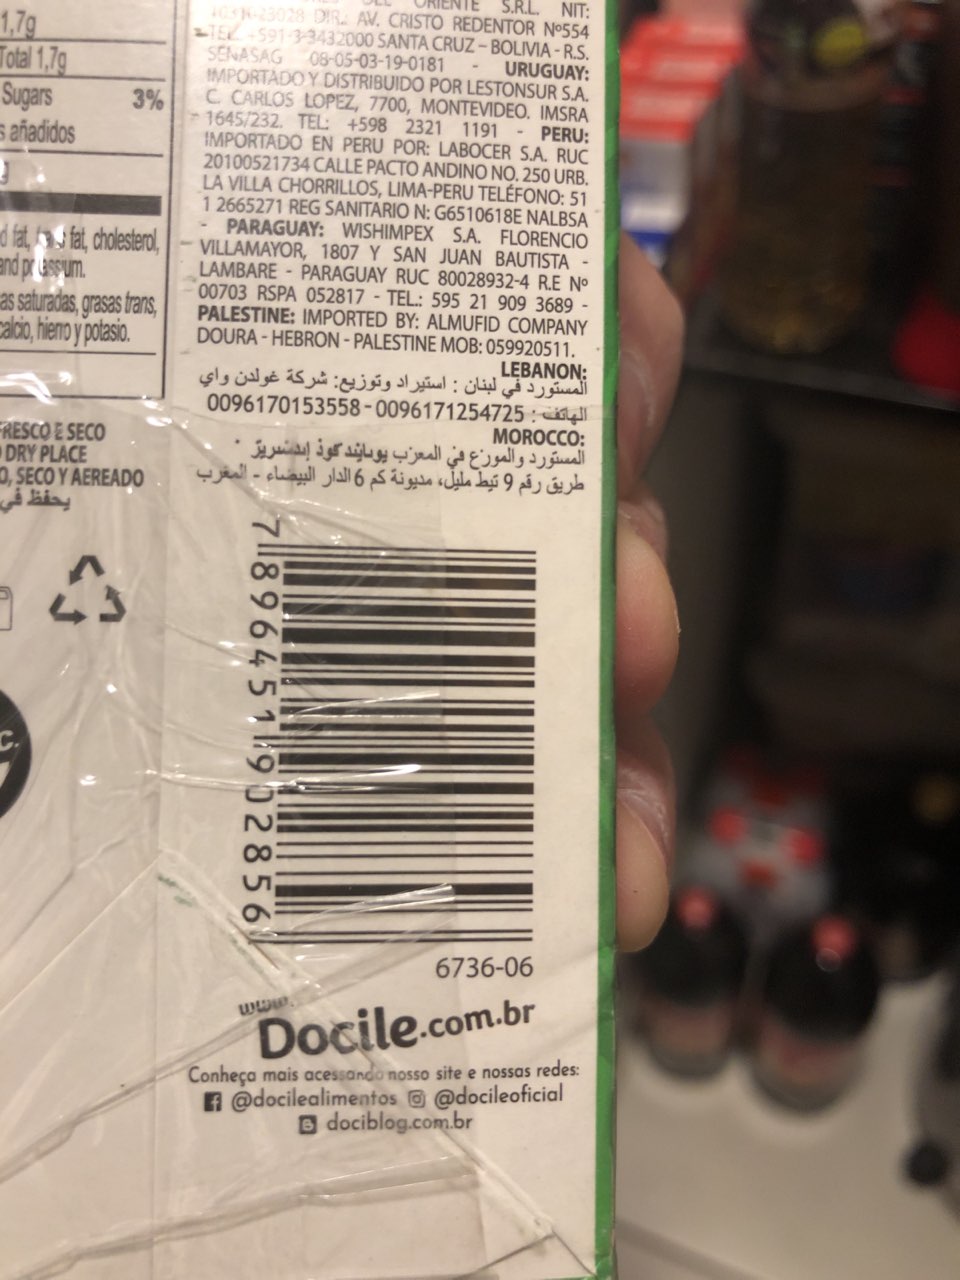 1,7g
Total 1,7g
Sugars 3%
s añadidos
g
d fat, fat, cholesterol,
and
as saturadas, grasas trans,
calcio, hierro y potasio.
FRESCO E SECO
DRY PLACE
O, SECO Y AEREADO
يحفظ في
ORIENTE S.R.L. NIT:
DIR.: AV. CRISTO REDENTOR Nº554
TEL. +591-3-3432000 SANTA CRUZ – BOLIVIA - R.S.
SENASAG 08-05-03-19-0181 - URUGUAY:
IMPORTADO Y DISTRIBUIDO POR LESTONSUR S.A.
C. CARLOS LOPEZ, 7700, MONTEVIDEO. IMSRA
1645/232. TEL: +598 2321 1191 - PERU:
IMPORTADO EN PERU POR: LABOCER S.A. RUC
20100521734 CALLE PACTO ANDINO NO. 250 URB.
LA VILLA CHORRILLOS, LIMA-PERU TELÉFONO: 51
1 2665271 REG SANITARIO N: G6510618E NALBSA
- PARAGUAY: WISHIMPEX S.A. FLORENCIO
VILLAMAYOR, 1807 Y SAN JUAN BAUTISTA -
LAMBARE - PARAGUAY RUC 80028932-4 R.E Nº
00703 RSPA 052817 - TEL.: 595 21 909 3689 -
PALESTINE: IMPORTED BY: ALMUFID COMPANY
DOURA - HEBRON - PALESTINE MOB: 059920511.
LEBANON:
المستورد في لبنان : استيراد وتوزيع: شركة غولدن واي
الهاتف : 0096171254725 - 0096170153558
MOROCCO:
المستورد والموزع في المغرب يونايتد فوذ إندستريز
طريق رقم 9 تيط مليل، مديونة كم 6 الدار البيضاء - المغرب
7 896451 902856
6736-06
www.
Docile.com.br
Conheça mais acessando nosso site e nossas redes:
@docilealimentos @docileoficial
dociblog.com.br
C.